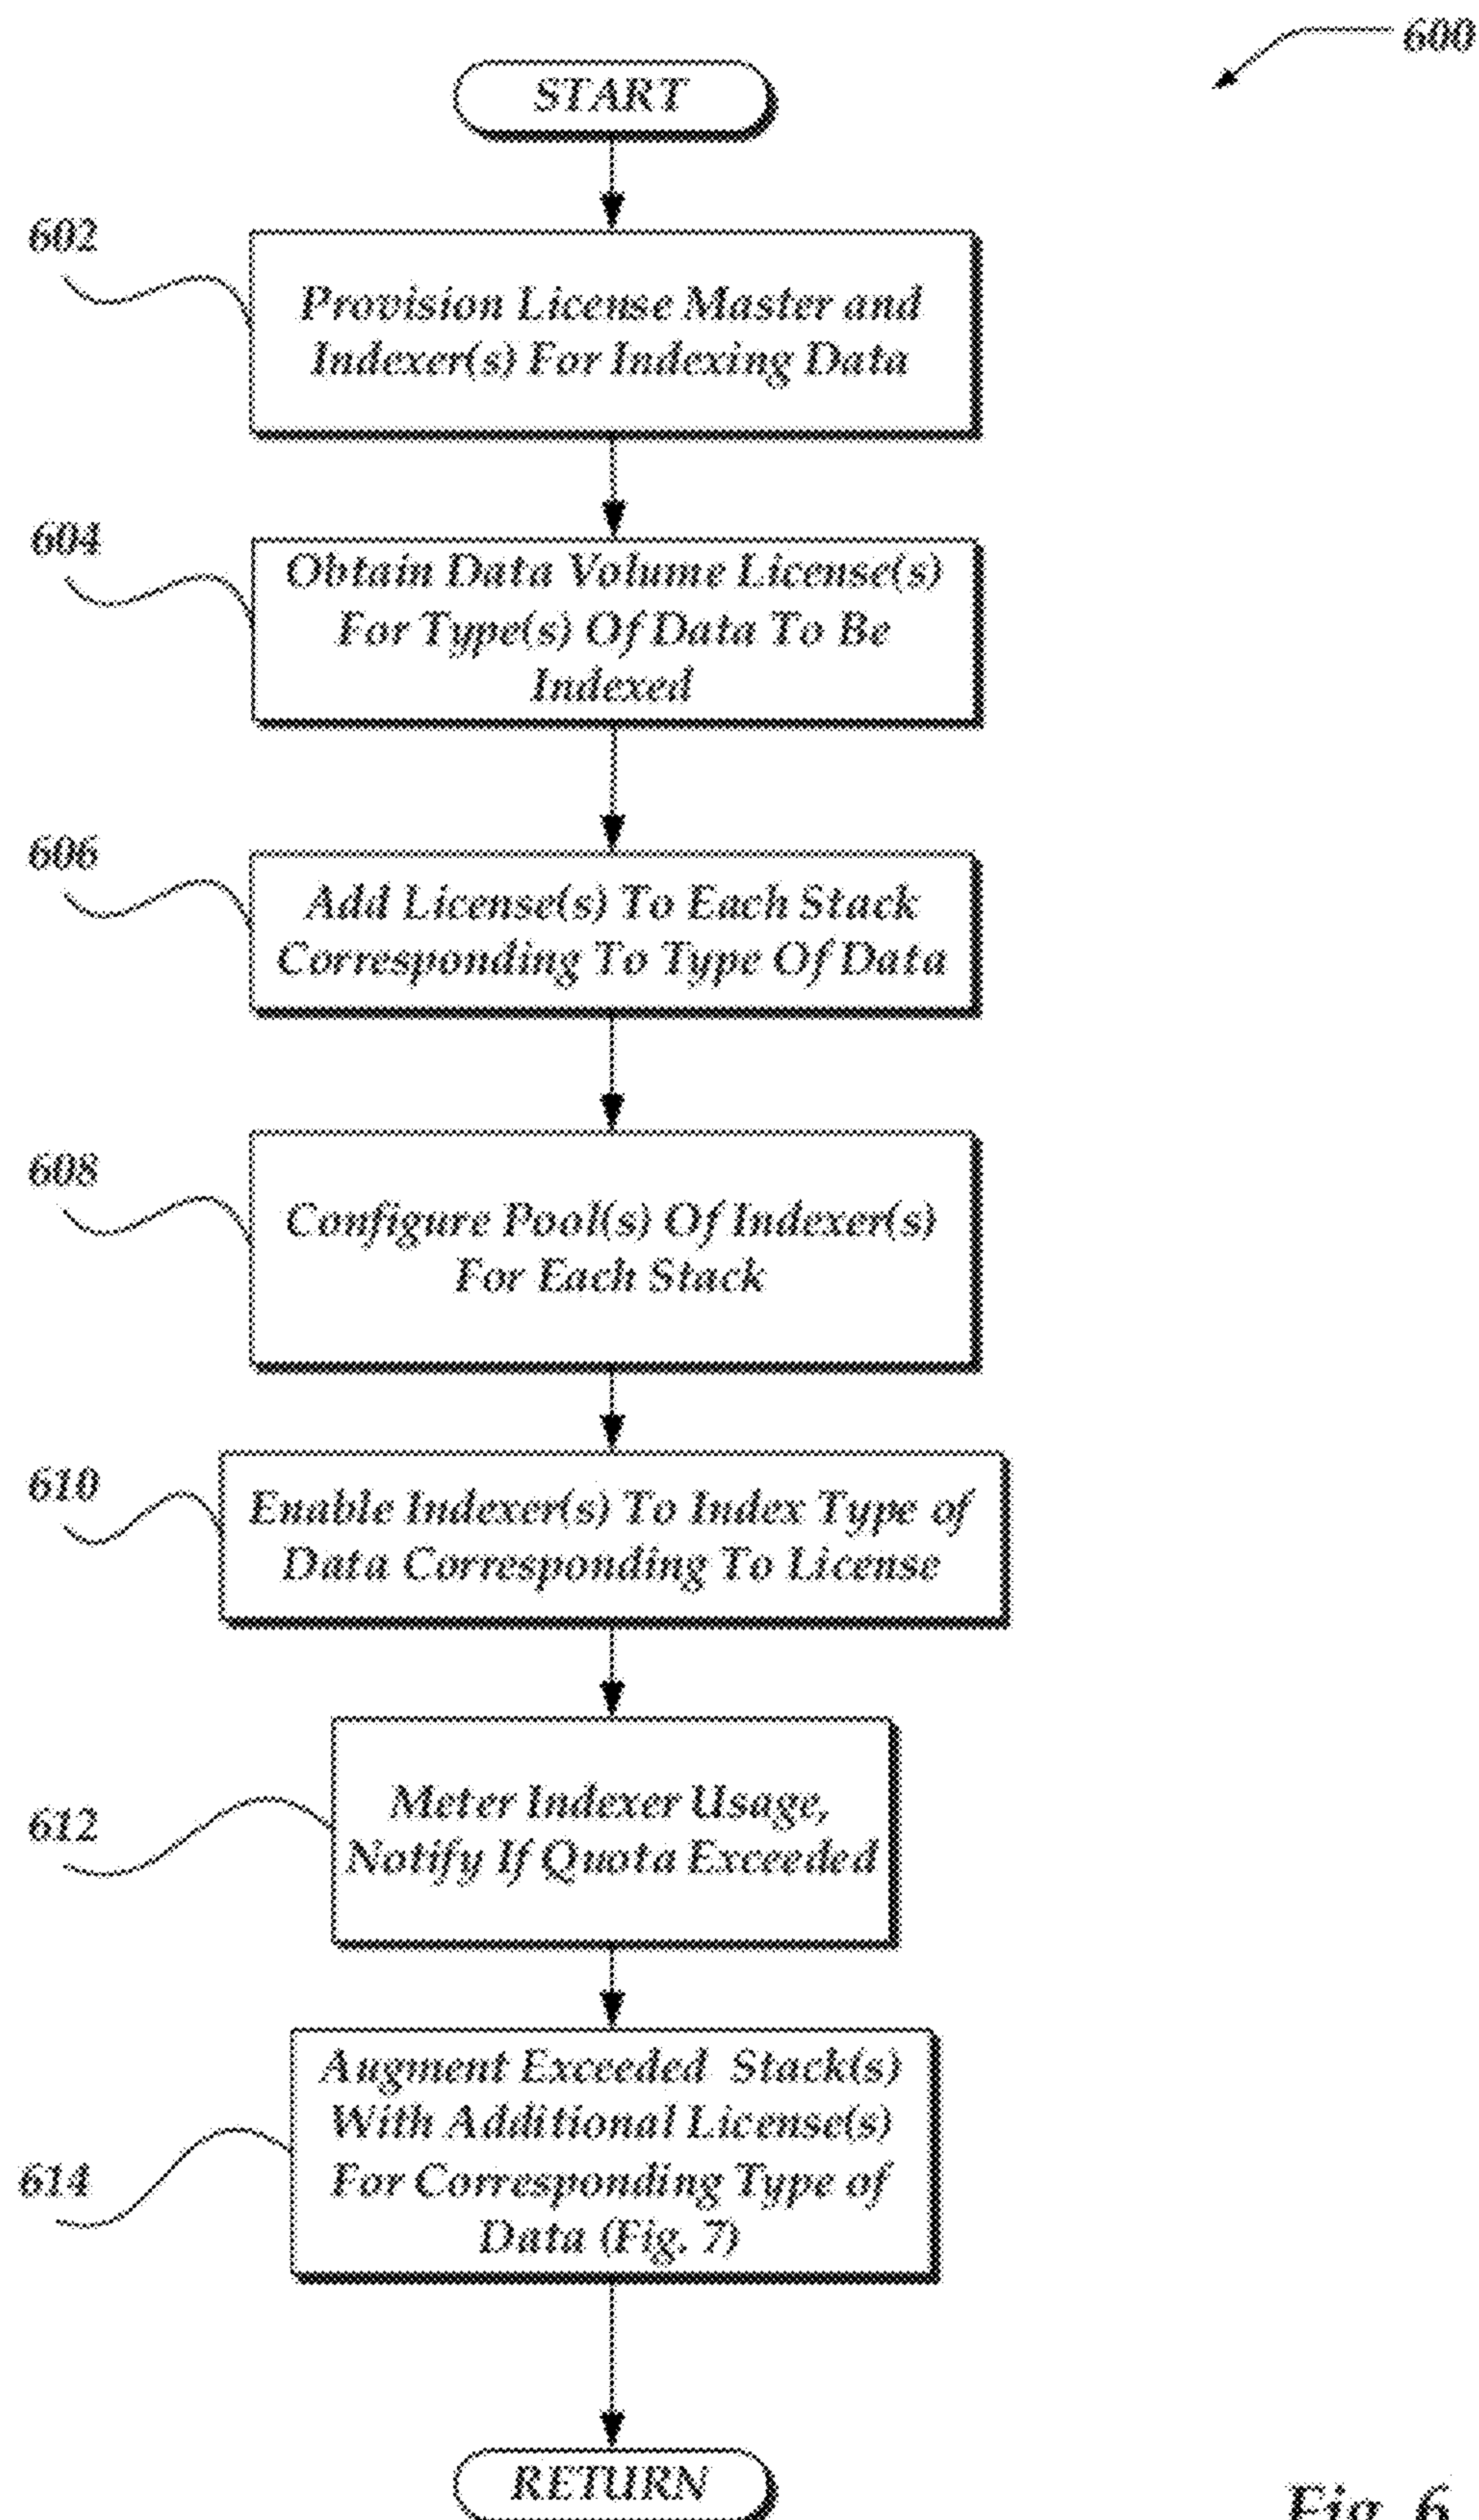 600
START
602
Provision License Master and
Indexer(s) For Indexing Data
604
Obtain Data Volume License(s)
For Type(s) Of Data To Be
Indexed
606
Add License(s) To Each Stack
Corresponding To Type Of Data
608
Configure Pool(s) Of Indexer(s)
For Each Stack
610
Enable Indexer(s) To Index Type of
Data Corresponding To License
612
Meter Indexer Usage,
Notify If Quota Exceeded
614
Augment Exceeded Stack(s)
With Additional License(s)
For Corresponding Type of
Data (Fig. 7)
RETURN
Fig. 6